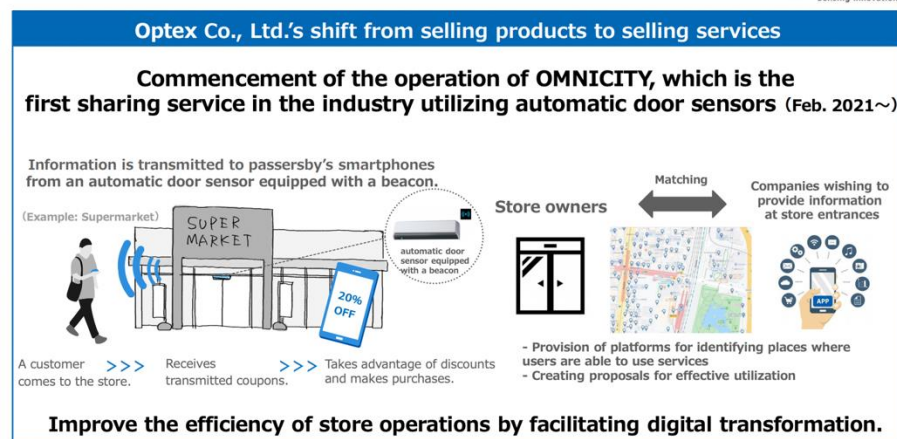 Sensing Innovation
Optex Co., Ltd.'s shift from selling products to selling services
Commencement of the operation of OMNICITY, which is the
first sharing service in the industry utilizing automatic door sensors (Feb. 2021～)
Information is transmitted to passersby's smartphones
from an automatic door sensor equipped with a beacon.
(Example: Supermarket)
SUPER
MARKET
automatic door
sensor equipped
with a beacon
20%
OFF
A customer
comes to the store.
>>>
Receives
transmitted coupons.
>>>
Takes advantage of discounts
and makes purchases.
Store owners
Matching
Companies wishing to
provide information
at store entrances
APP
- Provision of platforms for identifying places where
users are able to use services
- Creating proposals for effective utilization
Improve the efficiency of store operations by facilitating digital transformation.